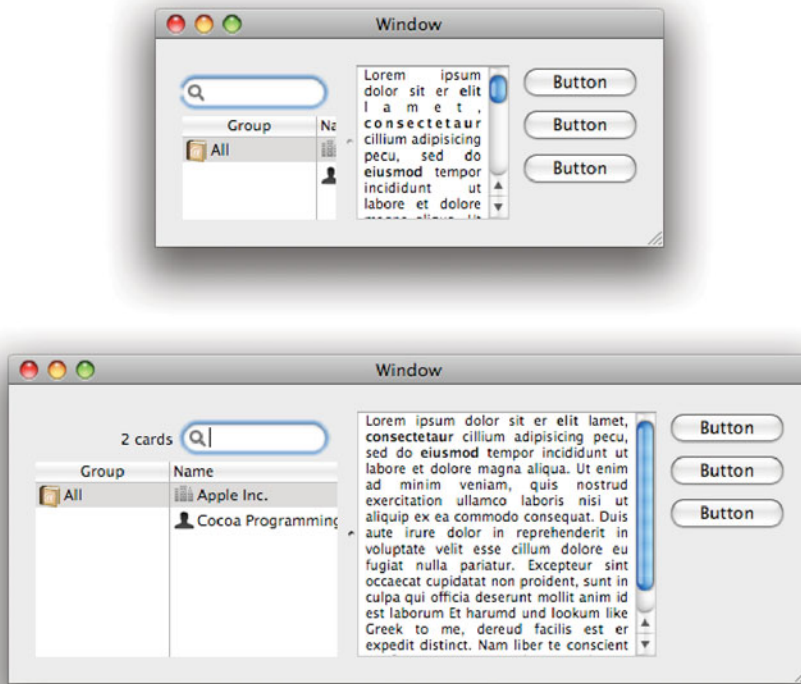 Window
Group
Na
All
Lorem ipsum
dolor sit er elit
lamet,
consectetaur
cillium adipisicing
pecu, sed do
eiusmod tempor
incididunt ut
labore et dolore
magna aliqua. Ut
Button
Button
Button
Window
2 cards
Group
Name
All
Apple Inc.
Cocoa Programming
Lorem ipsum dolor sit er elit lamet,
consectetaur cillium adipisicing pecu,
sed do eiusmod tempor incididunt ut
labore et dolore magna aliqua. Ut enim
ad minim veniam, quis nostrud
exercitation ullamco laboris nisi ut
aliquip ex ea commodo consequat. Duis
aute irure dolor in reprehenderit in
voluptate velit esse cillum dolore eu
fugiat nulla pariatur. Excepteur sint
occaecat cupidatat non proident, sunt in
culpa qui officia deserunt mollit anim id
est laborum Et harumd und lookum like
Greek to me, dereud facilis est er
expedit distinct. Nam liber te conscient
Button
Button
Button